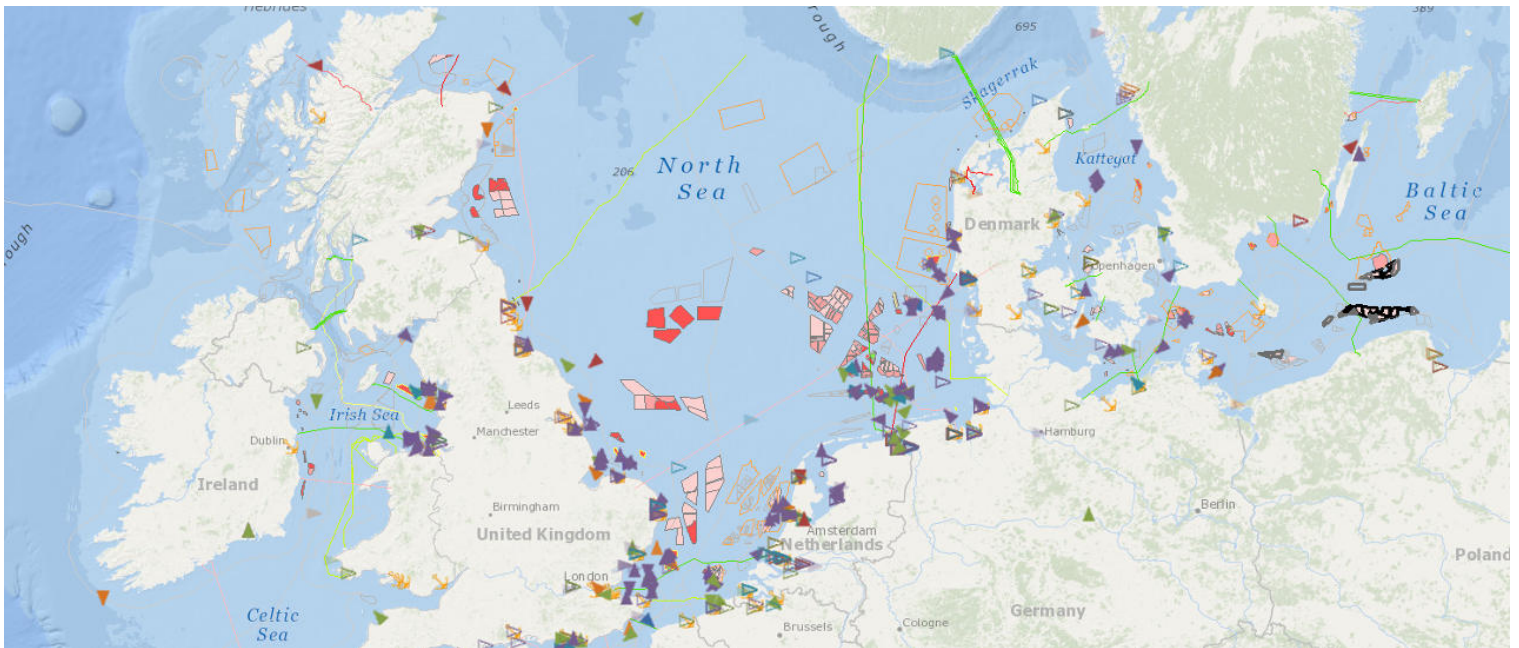 Hebrides
rough
695
389
Skagerrak
North
Sea
206
Kattegat
Baltic
Sea
Denmark
rough
Leeds
Irish Sea
Manchester
Dublin
Hamburg
Ireland
Birmingham
Berlin
United Kingdom
Amsterdam
Netherlands
Poland
London
Celtic
Sea
Germany
Brussels
Cologne